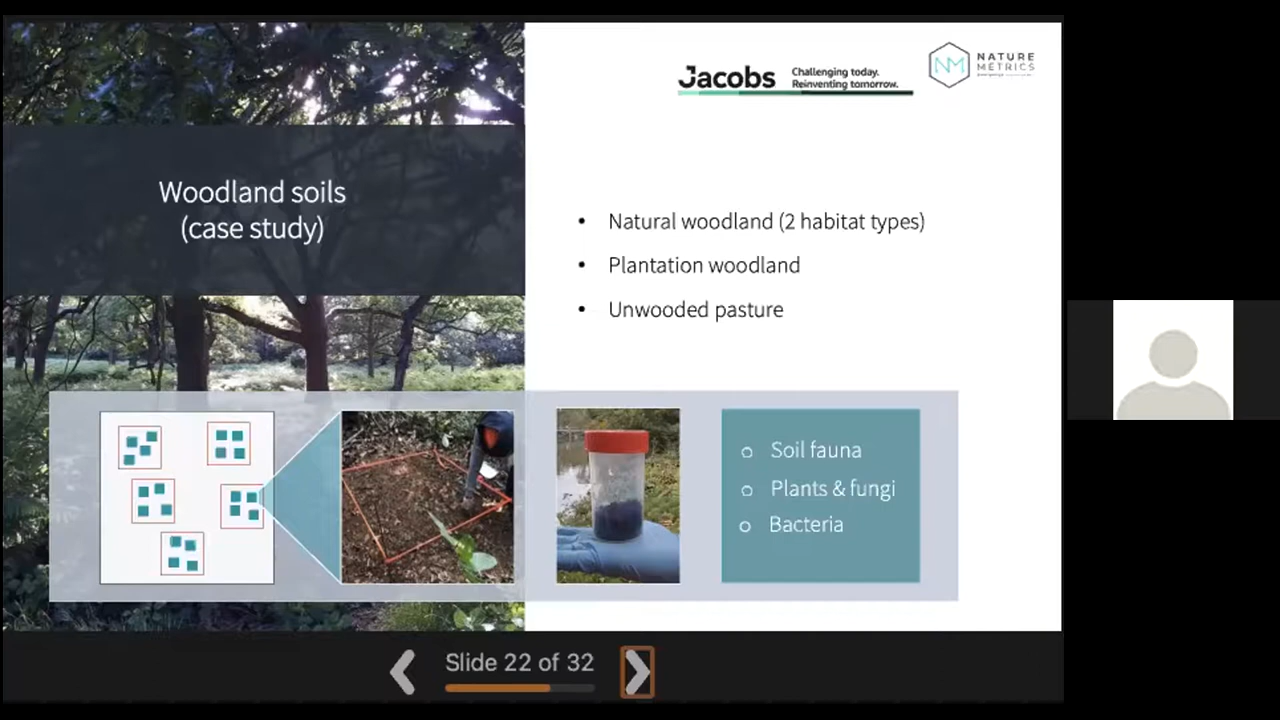 Jacobs
Challenging today.
Reinventing tomorrow.
NM
NATURE
METRICS
Woodland soils
(case study)
• Natural woodland (2 habitat types)
• Plantation woodland
• Unwooded pasture
o Soil fauna
o Plants & fungi
o Bacteria
Slide 22 of 32